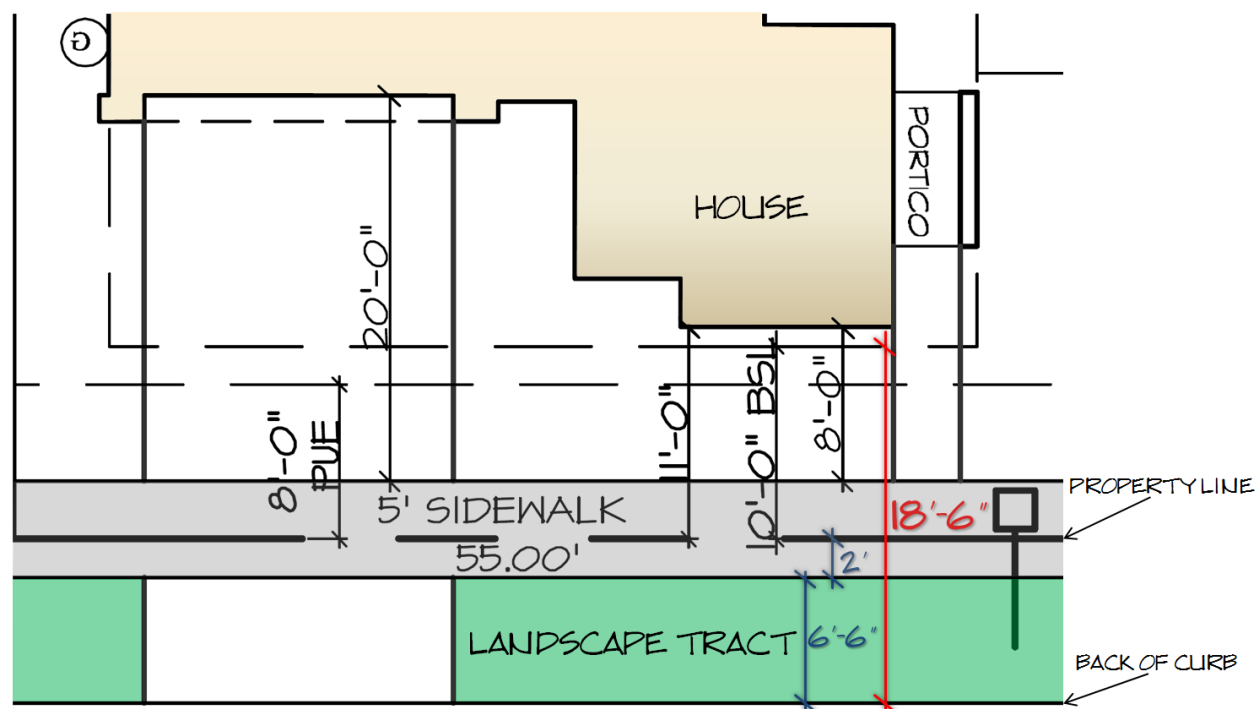 G
PORTICO
HOUSE
20'-0"
8'-0"
PUE
11'-0"
10'-0" BSL
8'-0"
PROPERTY LINE
5' SIDEWALK
18'-6"
55.00'
2'
LANDSCAPE TRACT
6'-6"
BACK OF CURB